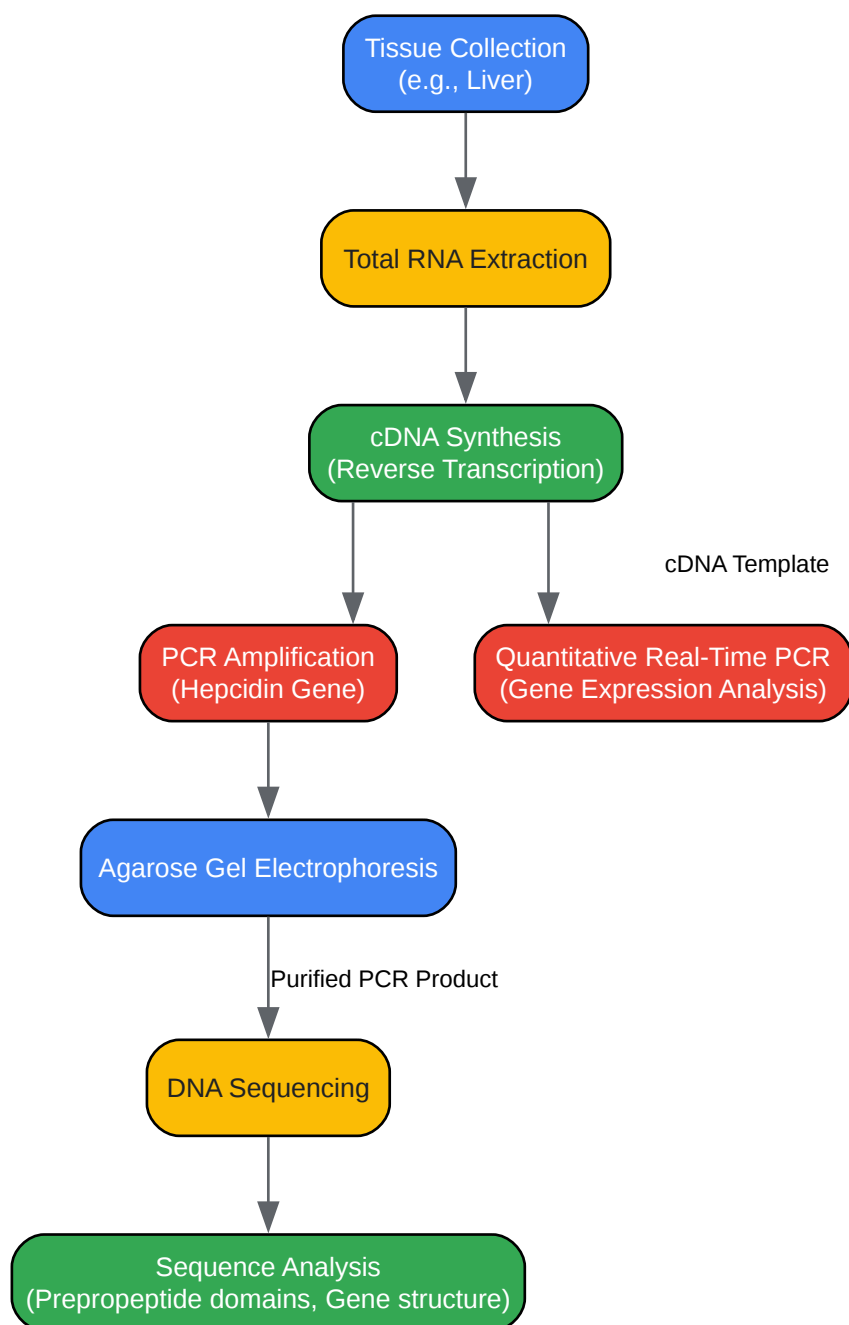 Tissue Collection
(e.g., Liver)
Total RNA Extraction
cDNA Synthesis
(Reverse Transcription)
cDNA Template
PCR Amplification
(Hepcidin Gene)
Quantitative Real-Time PCR
(Gene Expression Analysis)
Agarose Gel Electrophoresis
Purified PCR Product
DNA Sequencing
Sequence Analysis
(Prepropeptide domains, Gene structure)